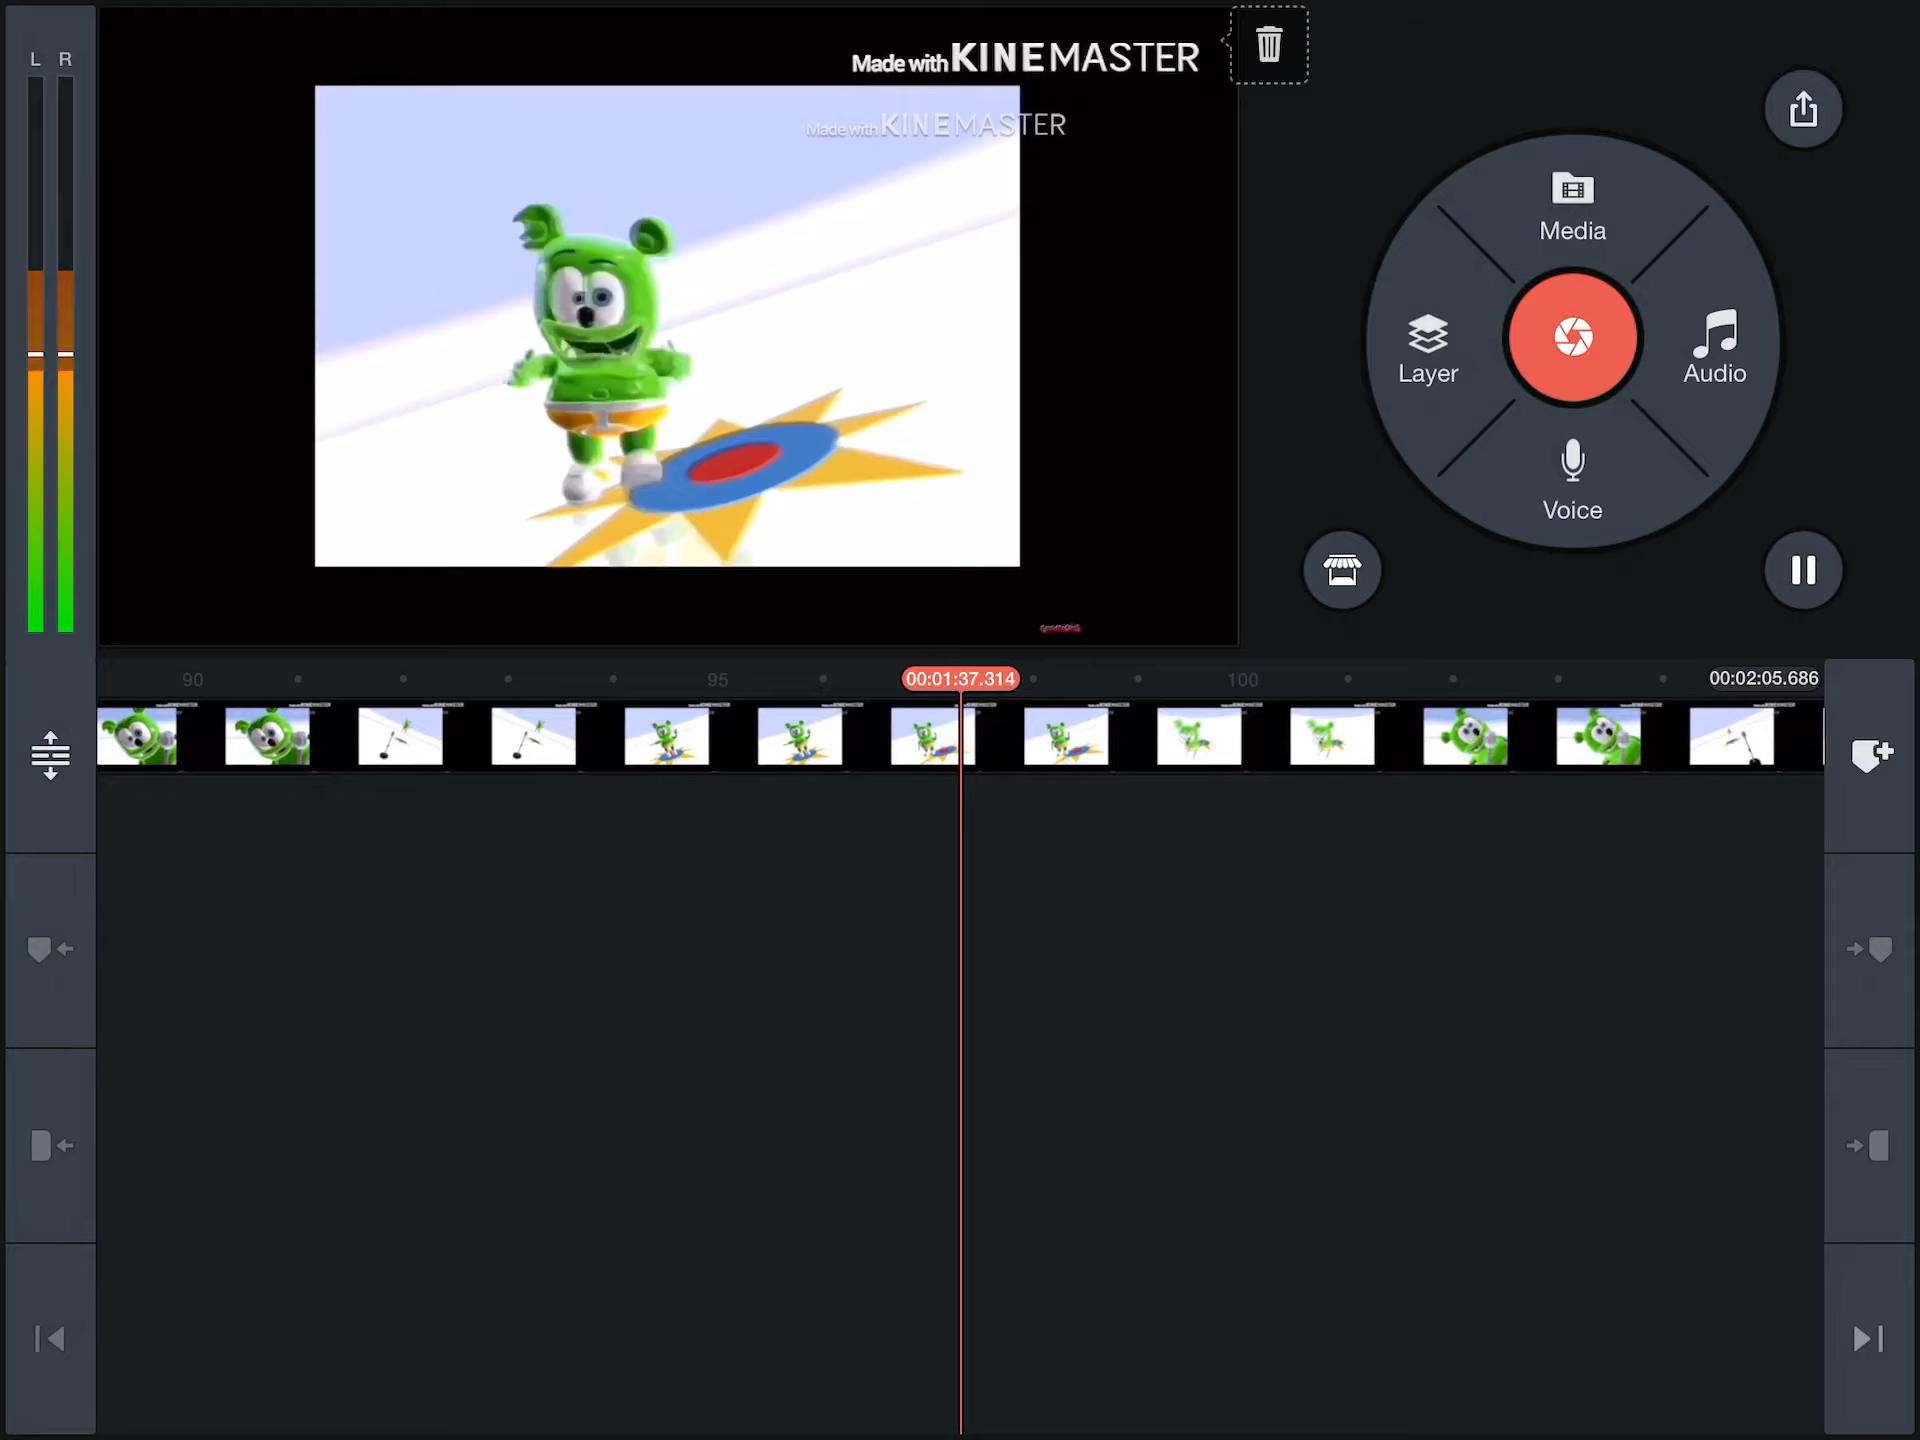 L R
Made with KINEMASTER
Made with KINEMASTER
Media
Layer
Audio
Voice
90
95
00:01:37.314
100
00:02:05.686